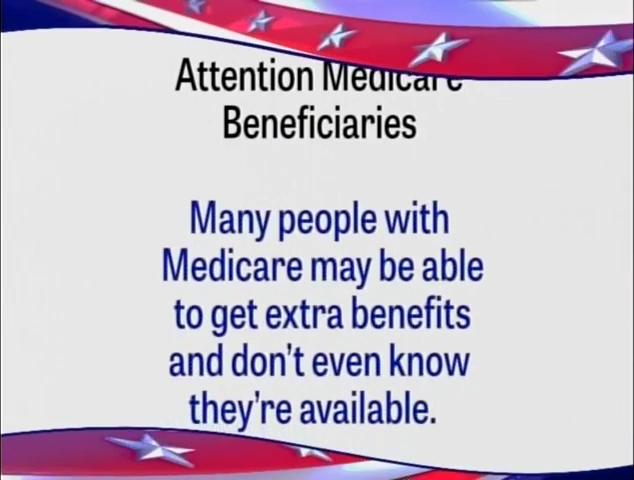 Attention Medicare
Beneficiaries
Many people with
Medicare may be able
to get extra benefits
and don't even know
they're available.